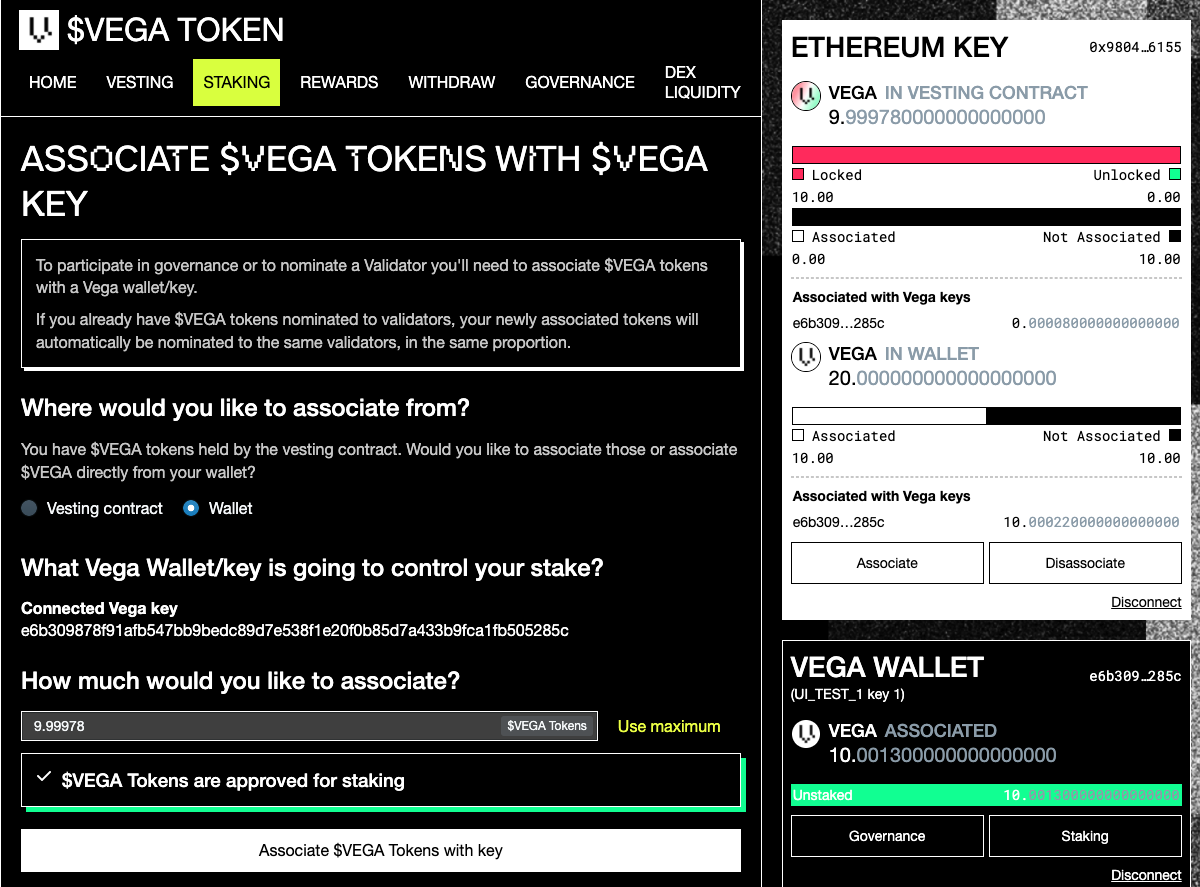 $VEGA TOKEN
HOME VESTING STAKING REWARDS WITHDRAW GOVERNANCE DEX LIQUIDITY
ASSOCIATE $VEGA TOKENS WITH $VEGA
KEY
To participate in governance or to nominate a Validator you'll need to associate $VEGA tokens
with a Vega wallet/key.
If you already have $VEGA tokens nominated to validators, your newly associated tokens will
automatically be nominated to the same validators, in the same proportion.
Where would you like to associate from?
You have $VEGA tokens held by the vesting contract. Would you like to associate those or associate
$VEGA directly from your wallet?
Vesting contract Wallet
What Vega Wallet/key is going to control your stake?
Connected Vega key
e6b309878f91afb547bb9bedc89d7e538f1e20f0b85d7a433b9fca1fb505285c
How much would you like to associate?
9.99978 $VEGA Tokens Use maximum
$VEGA Tokens are approved for staking
Associate $VEGA Tokens with key
ETHEREUM KEY 0x9804…6155
VEGA IN VESTING CONTRACT
9.999780000000000000
Locked Unlocked
10.00 0.00
Associated Not Associated
0.00 10.00
Associated with Vega keys
e6b309…285c 0.000080000000000000
VEGA IN WALLET
20.000000000000000000
Associated Not Associated
10.00 10.00
Associated with Vega keys
e6b309…285c 10.000220000000000000
Associate Disassociate
Disconnect
VEGA WALLET e6b309…285c
(UI_TEST_1 key 1)
VEGA ASSOCIATED
10.001300000000000000
Unstaked 10.001300000000000000
Governance Staking
Disconnect